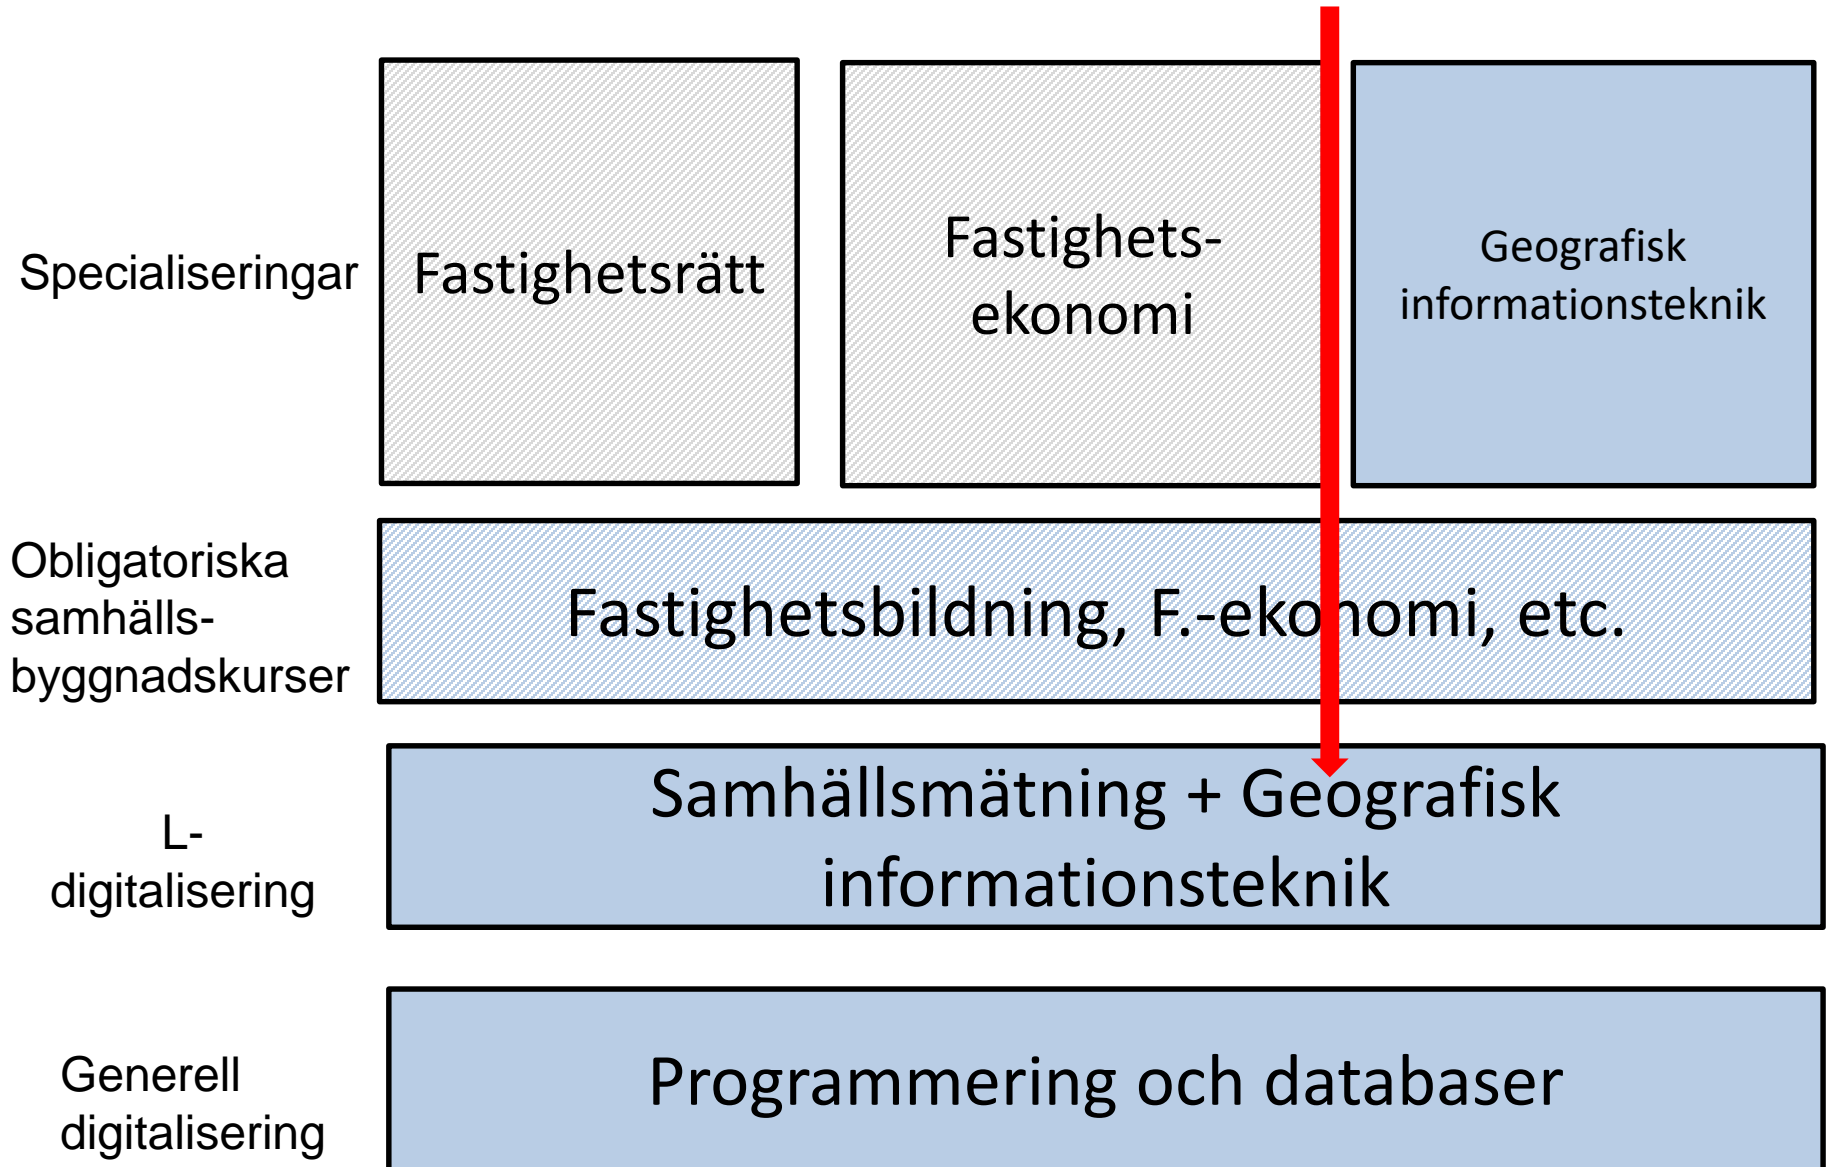 Specialiseringar
Fastighetsrätt
Fastighets-
ekonomi
Geografisk
informationsteknik
Obligatoriska
samhälls-
byggnadskurser
Fastighetsbildning, F.-ekonomi, etc.
L-
digitalisering
Samhällsmätning + Geografisk
informationsteknik
Generell
digitalisering
Programmering och databaser